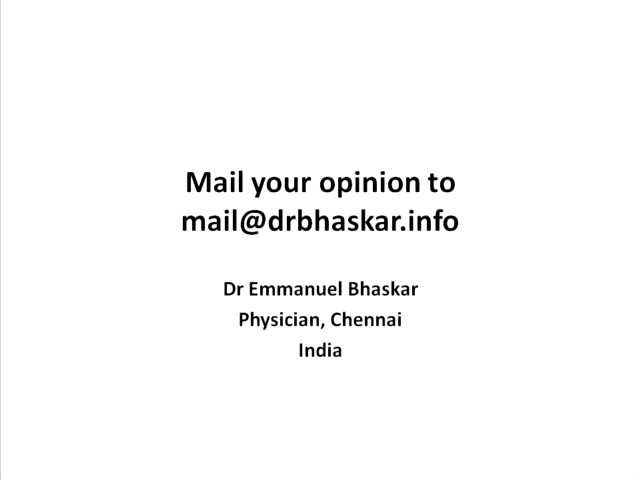 Mail your opinion to
mail@drbhaskar.info
Dr Emmanuel Bhaskar
Physician, Chennai
India